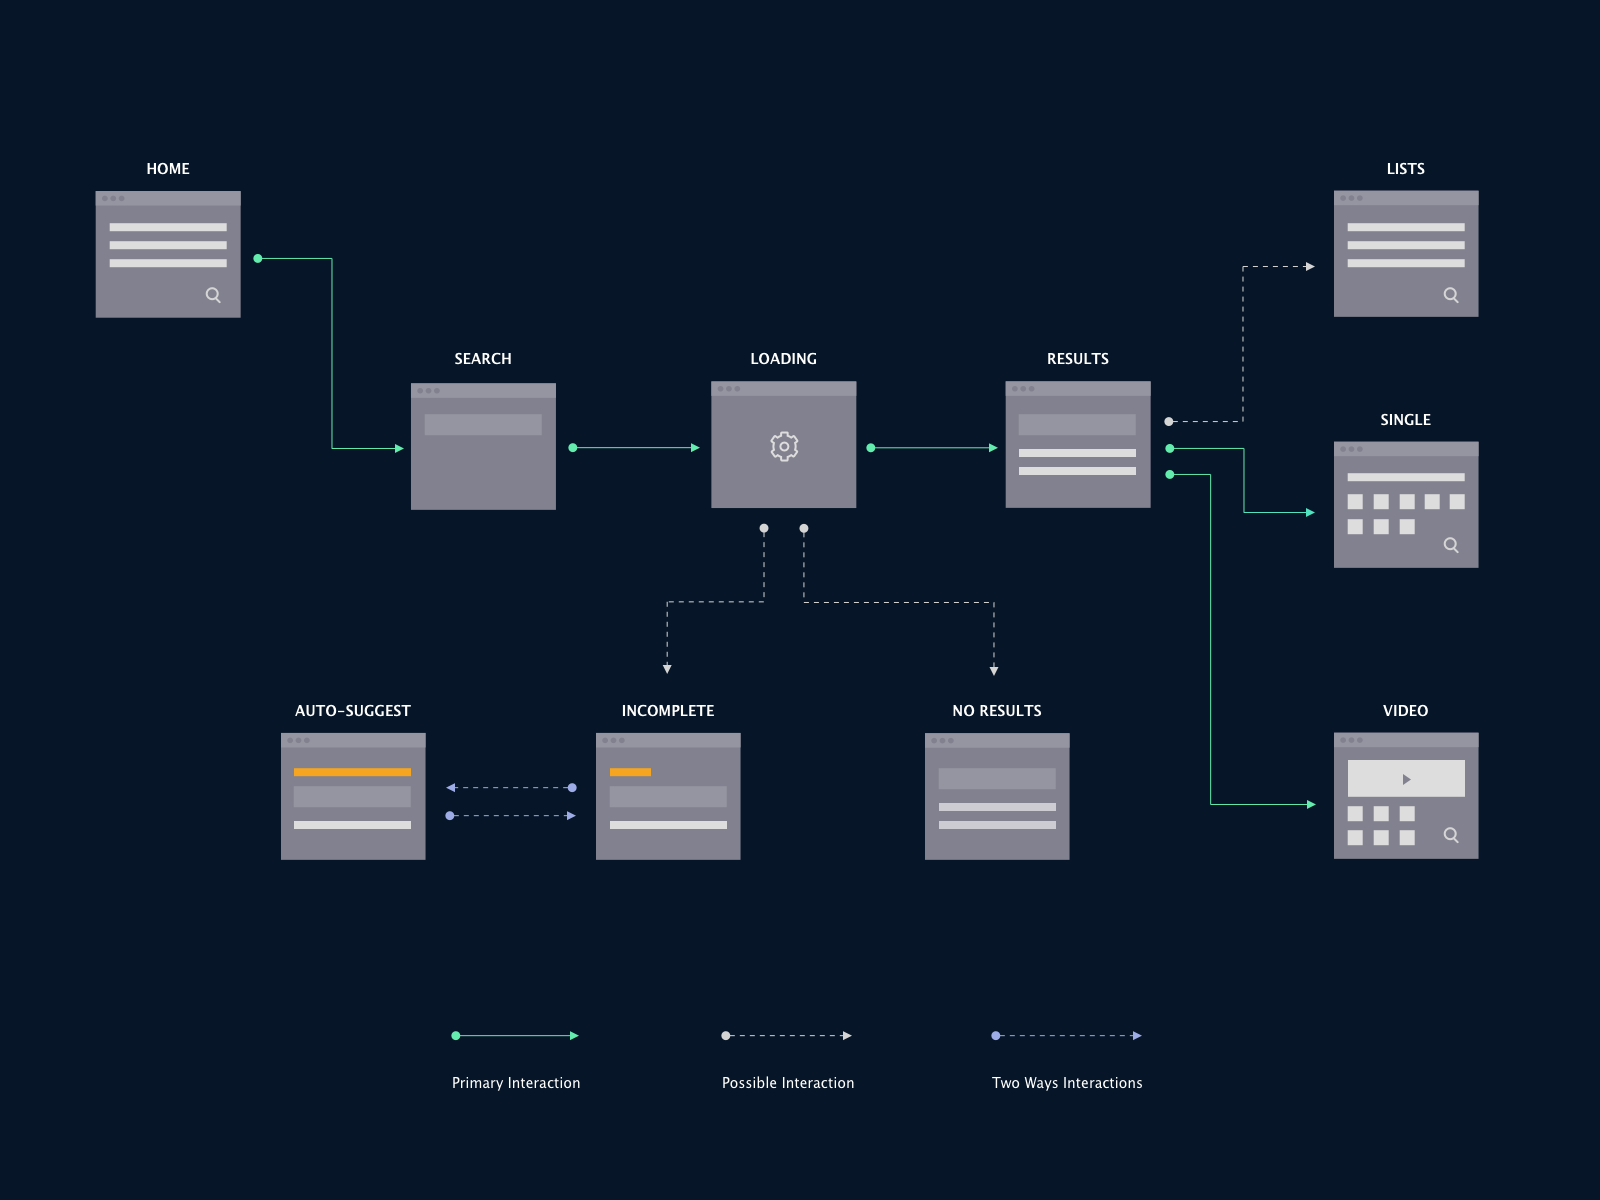 HOME
LISTS
SEARCH
LOADING
RESULTS
SINGLE
AUTO-SUGGEST
INCOMPLETE
NO RESULTS
VIDEO
Primary Interaction
Possible Interaction
Two Ways Interactions